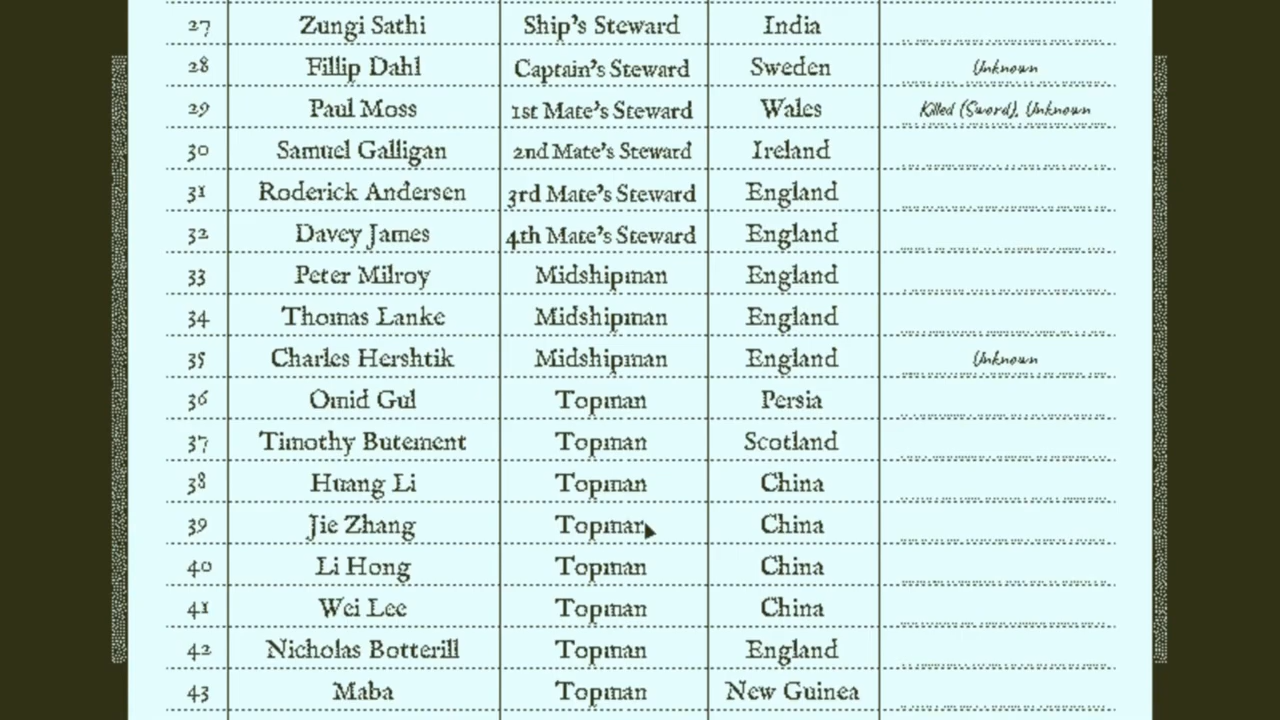 27 Zungi Sathi Ship's Steward India
28 Fillip Dahl Captain's Steward Sweden Unknown
29 Paul Moss 1st Mate's Steward Wales Killed (Sword), Unknown
30 Samuel Galligan 2nd Mate's Steward Ireland
31 Roderick Andersen 3rd Mate's Steward England
32 Davey James 4th Mate's Steward England
33 Peter Milroy Midshipman England
34 Thomas Lanke Midshipman England
35 Charles Hershtik Midshipman England Unknown
36 Omid Gul Topman Persia
37 Timothy Butement Topman Scotland
38 Huang Li Topman China
39 Jie Zhang Topman China
40 Li Hong Topman China
41 Wei Lee Topman China
42 Nicholas Botterill Topman England
43 Maba Topman New Guinea